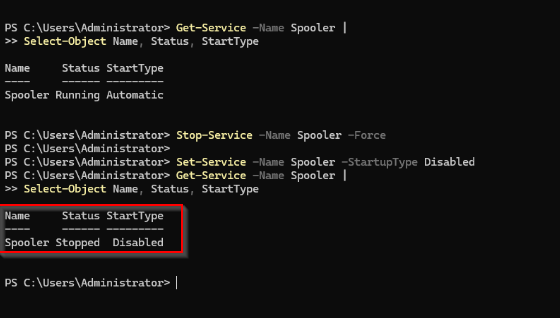 PS C:\Users\Administrator> Get-Service -Name Spooler |
>> Select-Object Name, Status, StartType
Name Status StartType
---- ------ ---------
Spooler Running Automatic
PS C:\Users\Administrator> Stop-Service -Name Spooler -Force
PS C:\Users\Administrator>
PS C:\Users\Administrator> Set-Service -Name Spooler -StartupType Disabled
PS C:\Users\Administrator> Get-Service -Name Spooler |
>> Select-Object Name, Status, StartType
Name Status StartType
---- ------ ---------
Spooler Stopped Disabled
PS C:\Users\Administrator>